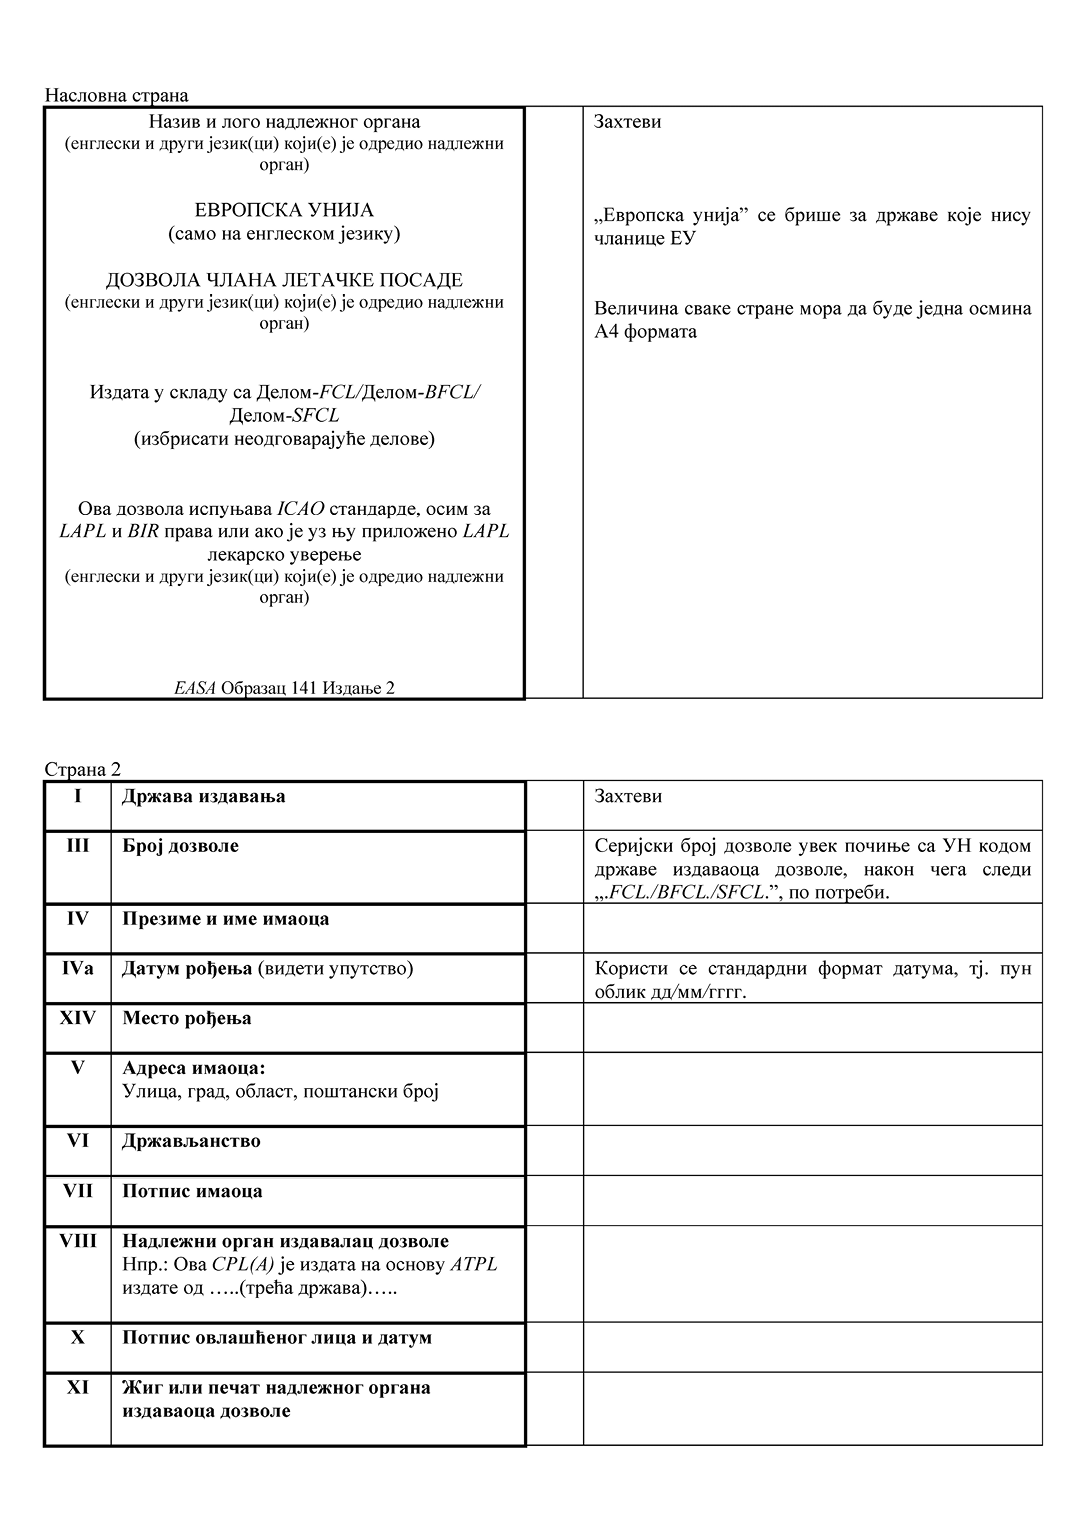 Насловна страна
Назив и лого надлежног органа
(енглески и други језик(ци) који(е) је одредио надлежни
орган)
ЕВРОПСКА УНИЈА
(само на енглеском језику)
ДОЗВОЛА ЧЛАНА ЛЕТАЧКЕ ПОСАДЕ
(енглески и други језик(ци) који(е) је одредио надлежни
орган)
Издата у складу са Делом-FCL/Делом-BFCL/
Делом-SFCL
(избрисати неодговарајуће делове)
Ова дозвола испуњава ICAO стандарде, осим за
LAPL и BIR права или ако је уз њу приложено LAPL
лекарско уверење
(енглески и други језик(ци) који(е) је одредио надлежни
орган)
EASA Образац 141 Издање 2
Захтеви
„Европска унија” се брише за државе које нису
чланице ЕУ
Величина сваке стране мора да буде једна осмина
А4 формата
Страна 2
I Држава издавања
Захтеви
III Број дозволе
Серијски број дозволе увек почиње са УН кодом
државе издаваоца дозволе, након чега следи
„.FCL./BFCL./SFCL.”, по потреби.
IV Презиме и име имаоца
IVa Датум рођења (видети упутство)
Користи се стандардни формат датума, тј. пун
облик дд/мм/гггг.
XIV Место рођења
V Адреса имаоца:
Улица, град, област, поштански број
VI Држављанство
VII Потпис имаоца
VIII Надлежни орган издавалац дозволе
Нпр.: Ова CPL(A) је издата на основу ATPL
издате од …..(трећа држава)…..
X Потпис овлашћеног лица и датум
XI Жиг или печат надлежног органа
издаваоца дозволе